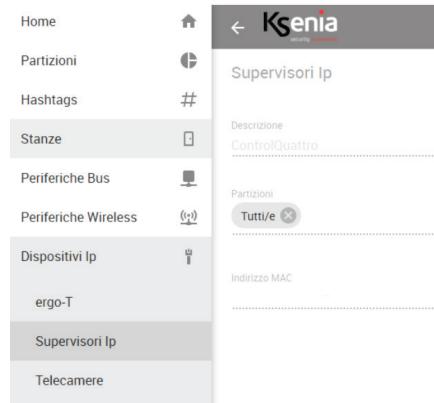 Home
Partizioni
Hashtags
Stanze
Periferiche Bus
Periferiche Wireless
Dispositivi Ip
ergo-T
Supervisori Ip
Telecamere
Ksenia
Supervisori Ip
Descrizione
ControlQuattro
Partizioni
Tutti/e
Indirizzo MAC